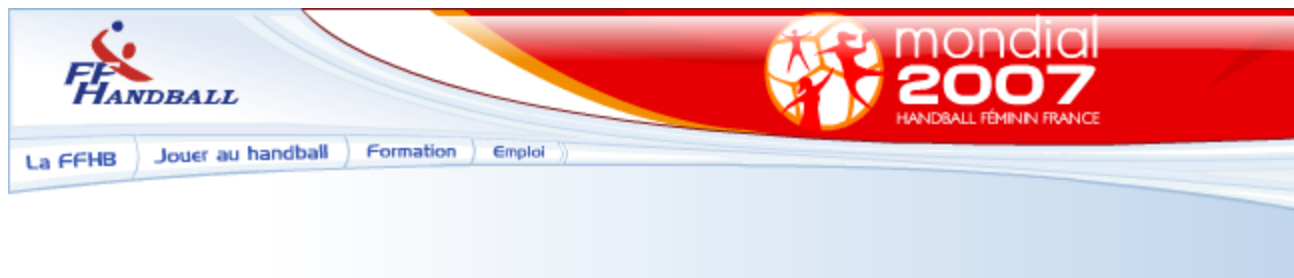 FF
HANDBALL
mondial
2007
HANDBALL FÉMININ FRANCE
La FFHB
Jouer au handball
Formation
Emploi